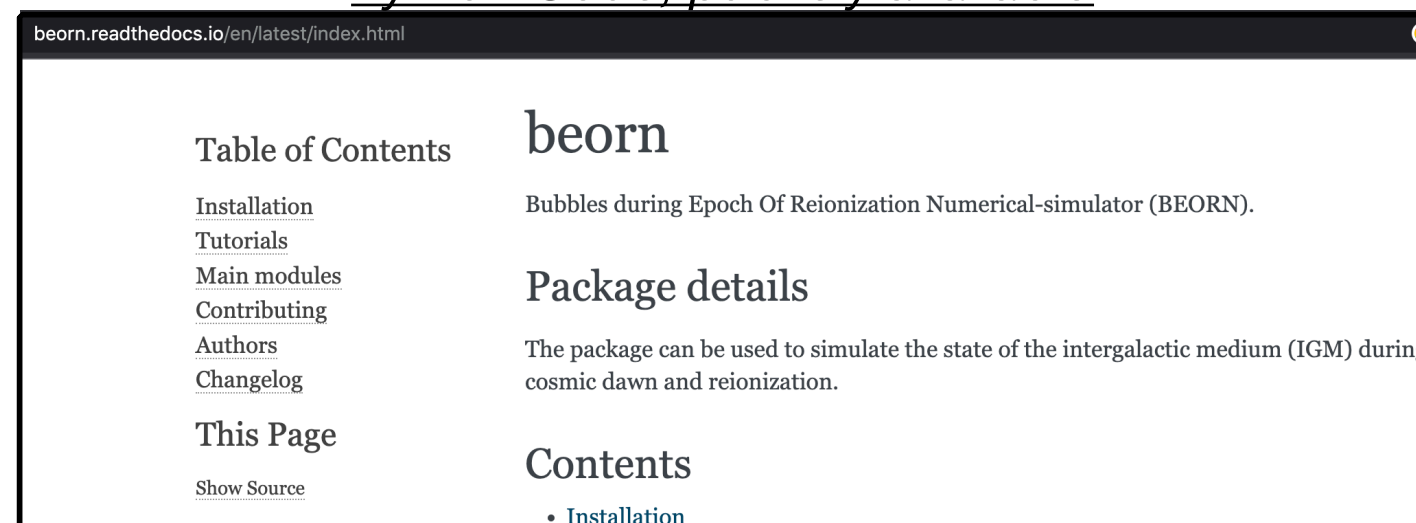 beorn.readthedocs.io/en/latest/index.html
Table of Contents
Installation
Tutorials
Main modules
Contributing
Authors
Changelog
This Page
Show Source
beorn
Bubbles during Epoch Of Reionization Numerical-simulator (BEORN).
Package details
The package can be used to simulate the state of the intergalactic medium (IGM)
cosmic dawn and reionization.
Contents
• Installation